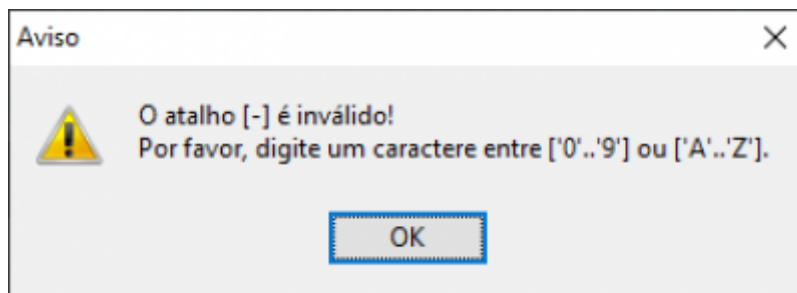 Aviso
O atalho [-] é inválido!
Por favor, digite um caractere entre ['0'..'9'] ou ['A'..'Z'].
OK